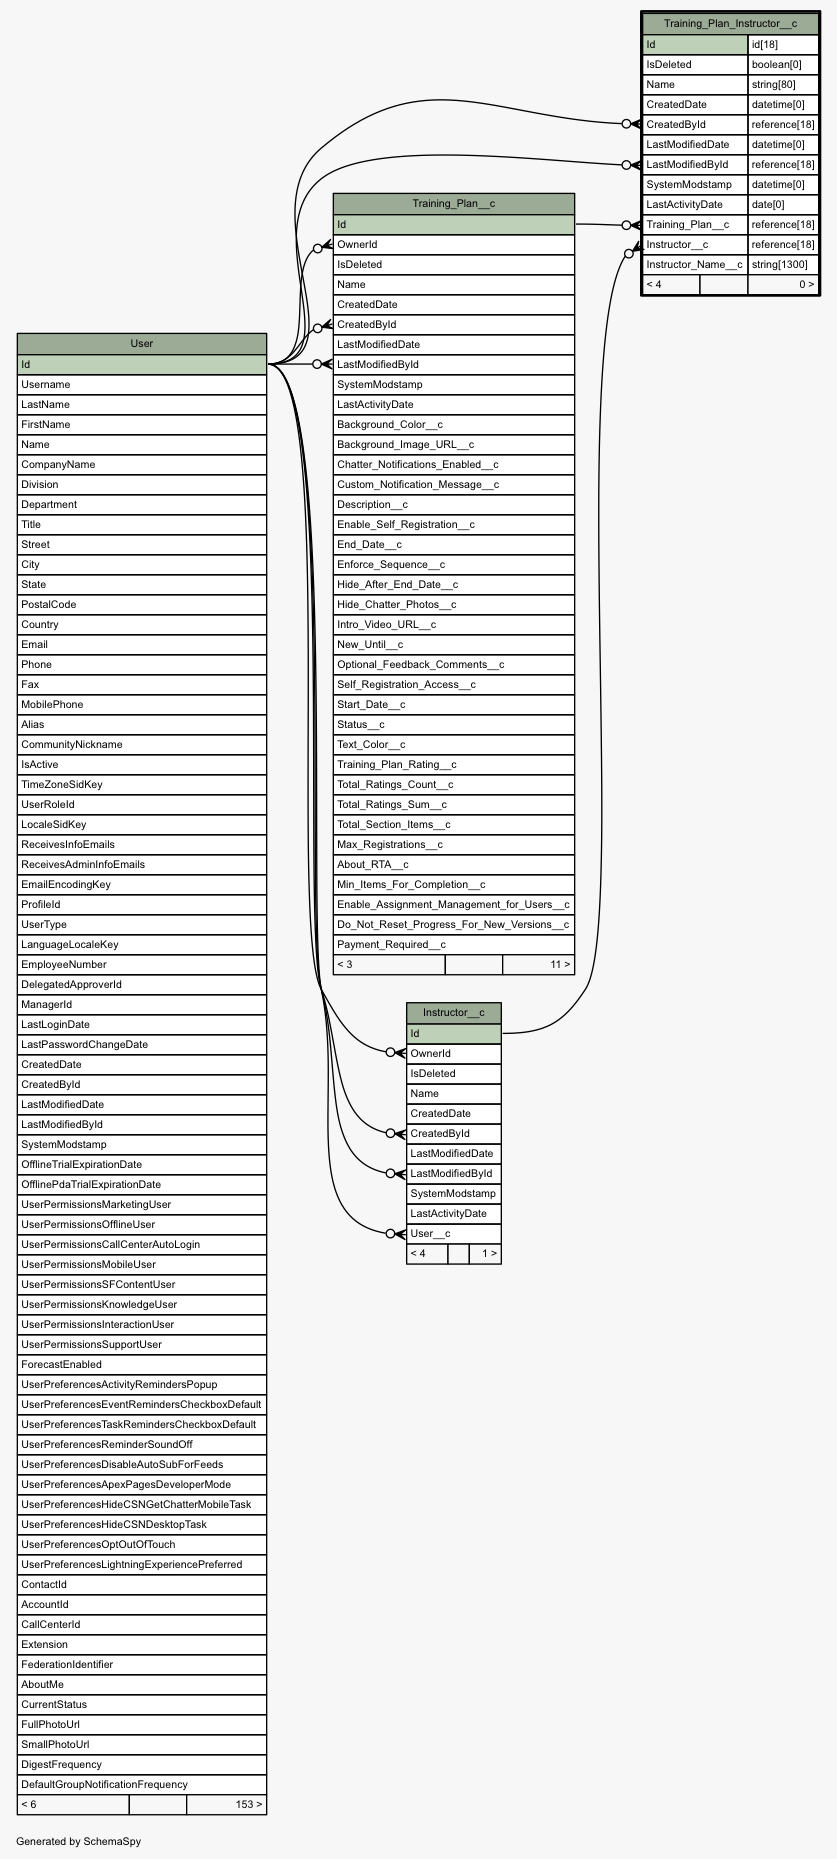 Training_Plan_Instructor__c
Id id[18]
IsDeleted boolean[0]
Name string[80]
CreatedDate datetime[0]
CreatedById reference[18]
LastModifiedDate datetime[0]
LastModifiedById reference[18]
SystemModstamp datetime[0]
LastActivityDate date[0]
Training_Plan__c reference[18]
Instructor__c reference[18]
Instructor_Name__c string[1300]
< 4 0 >
Training_Plan__c
Id
OwnerId
IsDeleted
Name
CreatedDate
CreatedById
LastModifiedDate
LastModifiedById
SystemModstamp
LastActivityDate
Background_Color__c
Background_Image_URL__c
Chatter_Notifications_Enabled__c
Custom_Notification_Message__c
Description__c
Enable_Self_Registration__c
End_Date__c
Enforce_Sequence__c
Hide_After_End_Date__c
Hide_Chatter_Photos__c
Intro_Video_URL__c
New_Until__c
Optional_Feedback_Comments__c
Self_Registration_Access__c
Start_Date__c
Status__c
Text_Color__c
Training_Plan_Rating__c
Total_Ratings_Count__c
Total_Ratings_Sum__c
Total_Section_Items__c
Max_Registrations__c
About_RTA__c
Min_Items_For_Completion__c
Enable_Assignment_Management_for_Users__c
Do_Not_Reset_Progress_For_New_Versions__c
Payment_Required__c
< 3 11 >
User
Id
Username
LastName
FirstName
Name
CompanyName
Division
Department
Title
Street
City
State
PostalCode
Country
Email
Phone
Fax
MobilePhone
Alias
CommunityNickname
IsActive
TimeZoneSidKey
UserRoleId
LocaleSidKey
ReceivesInfoEmails
ReceivesAdminInfoEmails
EmailEncodingKey
ProfileId
UserType
LanguageLocaleKey
EmployeeNumber
DelegatedApproverId
ManagerId
LastLoginDate
LastPasswordChangeDate
CreatedDate
CreatedById
LastModifiedDate
LastModifiedById
SystemModstamp
OfflineTrialExpirationDate
OfflinePdaTrialExpirationDate
UserPermissionsMarketingUser
UserPermissionsOfflineUser
UserPermissionsCallCenterAutoLogin
UserPermissionsMobileUser
UserPermissionsSFContentUser
UserPermissionsKnowledgeUser
UserPermissionsInteractionUser
UserPermissionsSupportUser
ForecastEnabled
UserPreferencesActivityRemindersPopup
UserPreferencesEventRemindersCheckboxDefault
UserPreferencesTaskRemindersCheckboxDefault
UserPreferencesReminderSoundOff
UserPreferencesDisableAutoSubForFeeds
UserPreferencesApexPagesDeveloperMode
UserPreferencesHideCSNGetChatterMobileTask
UserPreferencesHideCSNDesktopTask
UserPreferencesOptOutOfTouch
UserPreferencesLightningExperiencePreferred
ContactId
AccountId
CallCenterId
Extension
FederationIdentifier
AboutMe
CurrentStatus
FullPhotoUrl
SmallPhotoUrl
DigestFrequency
DefaultGroupNotificationFrequency
< 6 153 >
Instructor__c
Id
OwnerId
IsDeleted
Name
CreatedDate
CreatedById
LastModifiedDate
LastModifiedById
SystemModstamp
LastActivityDate
User__c
< 4 1 >
Generated by SchemaSpy